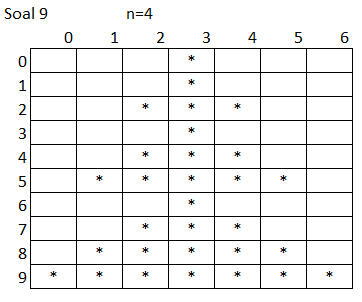 Soal 9 n=4
0 1 2 3 4 5 6
0 *
1 *
2 * * *
3 *
4 * * *
5 * * * * *
6 *
7 * * *
8 * * * * *
9 * * * * * * *